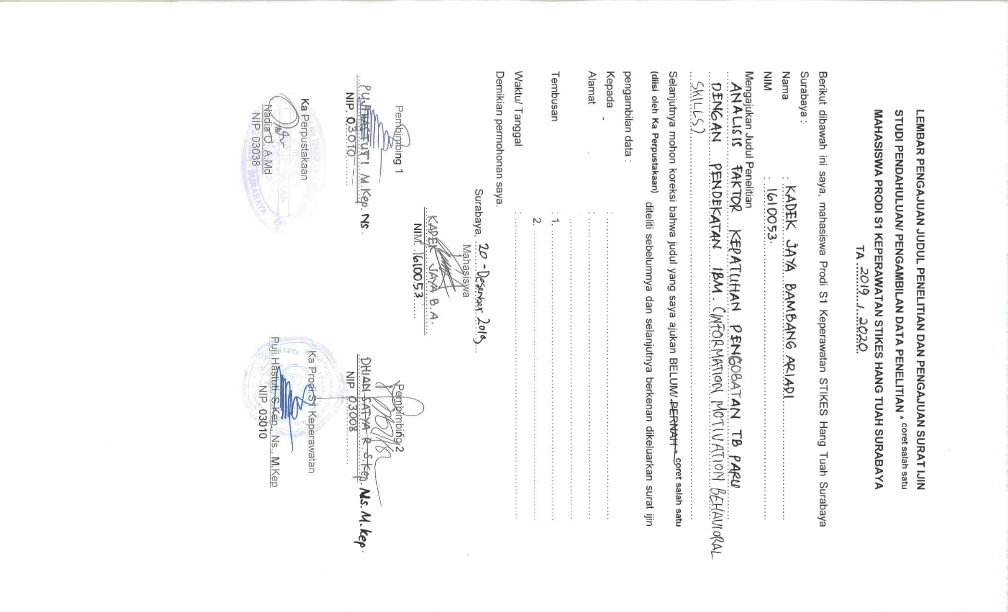 LEMBAR PENGAJUAN JUDUL PENELITIAN DAN PENGAJUAN SURAT IJIN
STUDI PENDAHULUAN/ PENGAMBILAN DATA PENELITIAN * coret salah satu
MAHASISWA PRODI S1 KEPERAWATAN STIKES HANG TUAH SURABAYA
TA 2019 / 2020
Berikut dibawah ini saya, mahasiswa Prodi S1 Keperawatan STIKES Hang Tuah Surabaya
Surabaya :
Nama : KADEK JAYA BAMBANG ARIADI
NIM : 1610053
Mengajukan Judul Penelitian
ANALISIS FAKTOR KEPATUHAN PENGOBATAN TB PARU
DENGAN PENDEKATAN IBM. (INFORMATION MOTIVATION BEHAVIORAL
SKILLS)
Selanjutnya mohon koreksi bahwa judul yang saya ajukan BELUM/ PERNAH * coret salah satu
(diisi oleh Ka Perpustakaan) diteliti sebelumnya dan selanjutnya berkenan dikeluarkan surat ijin
pengambilan data :
Kepada - :
Alamat :
Tembusan : 1.
2.
Waktu/ Tanggal :
Demikian permohonan saya.
Surabaya, 20 - Desember 2019
Mahasiswa
KADEK JAYA B.A.
NIM. 1610053
Pembimbing 1
PUJI HASTUTI, M.Kep. Ns.
NIP. 03010
Pembimbing 2
DHIAN SATYA R S.Kep. Ns. M.Kep.
NIP. 03008
Ka Perpustakaan
Nadia O, A.Md
NIP. 03038
Ka Prodi S1 Keperawatan
Puji Hastuti, S.Kep., Ns., M.Kep
NIP. 03010
SURABAYA